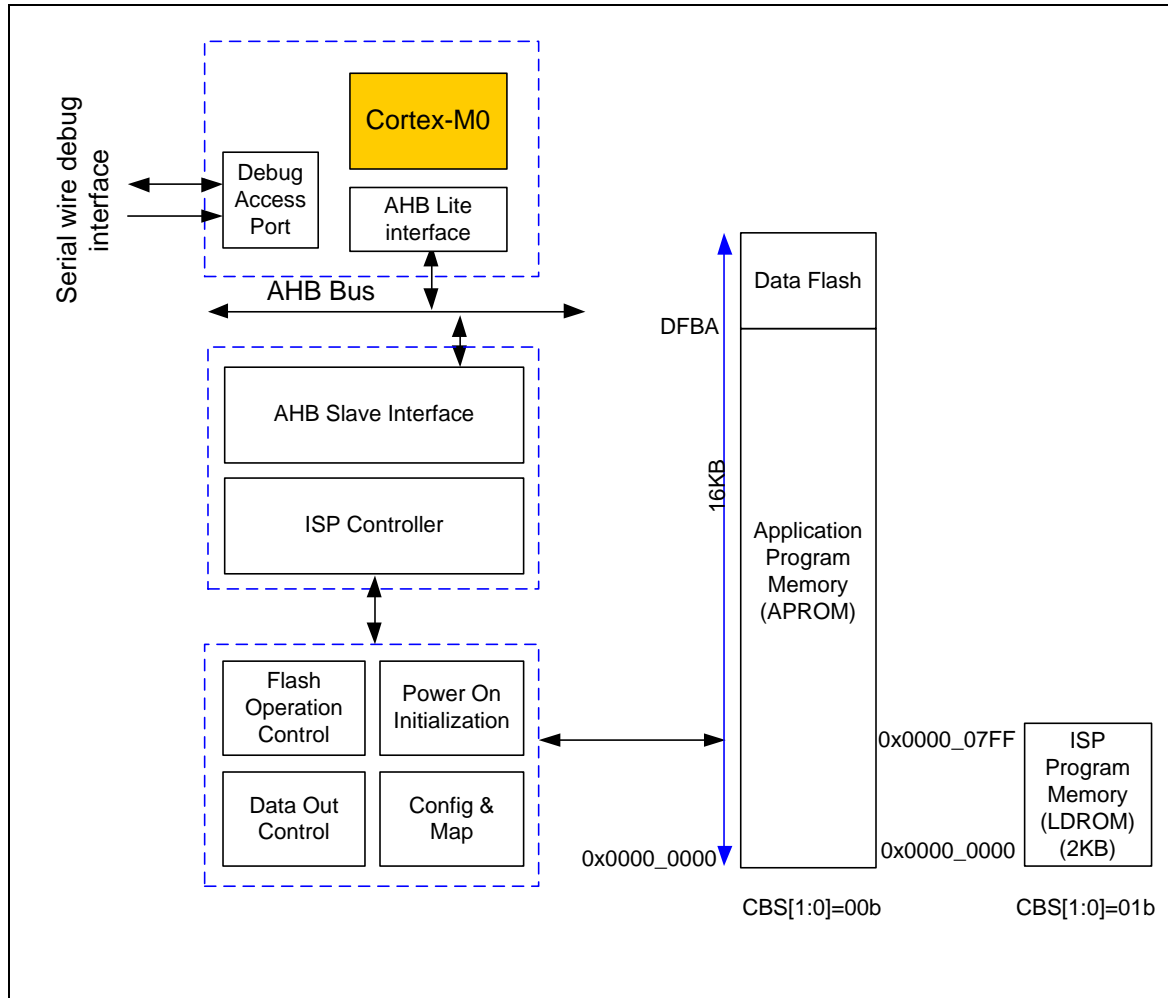 Serial wire debug
interface
Cortex-M0
Debug
Access
Port
AHB Lite
interface
AHB Bus
AHB Slave Interface
ISP Controller
Flash
Operation
Control
Power On
Initialization
Data Out
Control
Config &
Map
Data Flash
DFBA
16KB
Application
Program
Memory
(APROM)
0x0000_07FF
0x0000_0000
0x0000_0000
ISP
Program
Memory
(LDROM)
(2KB)
CBS[1:0]=00b
CBS[1:0]=01b